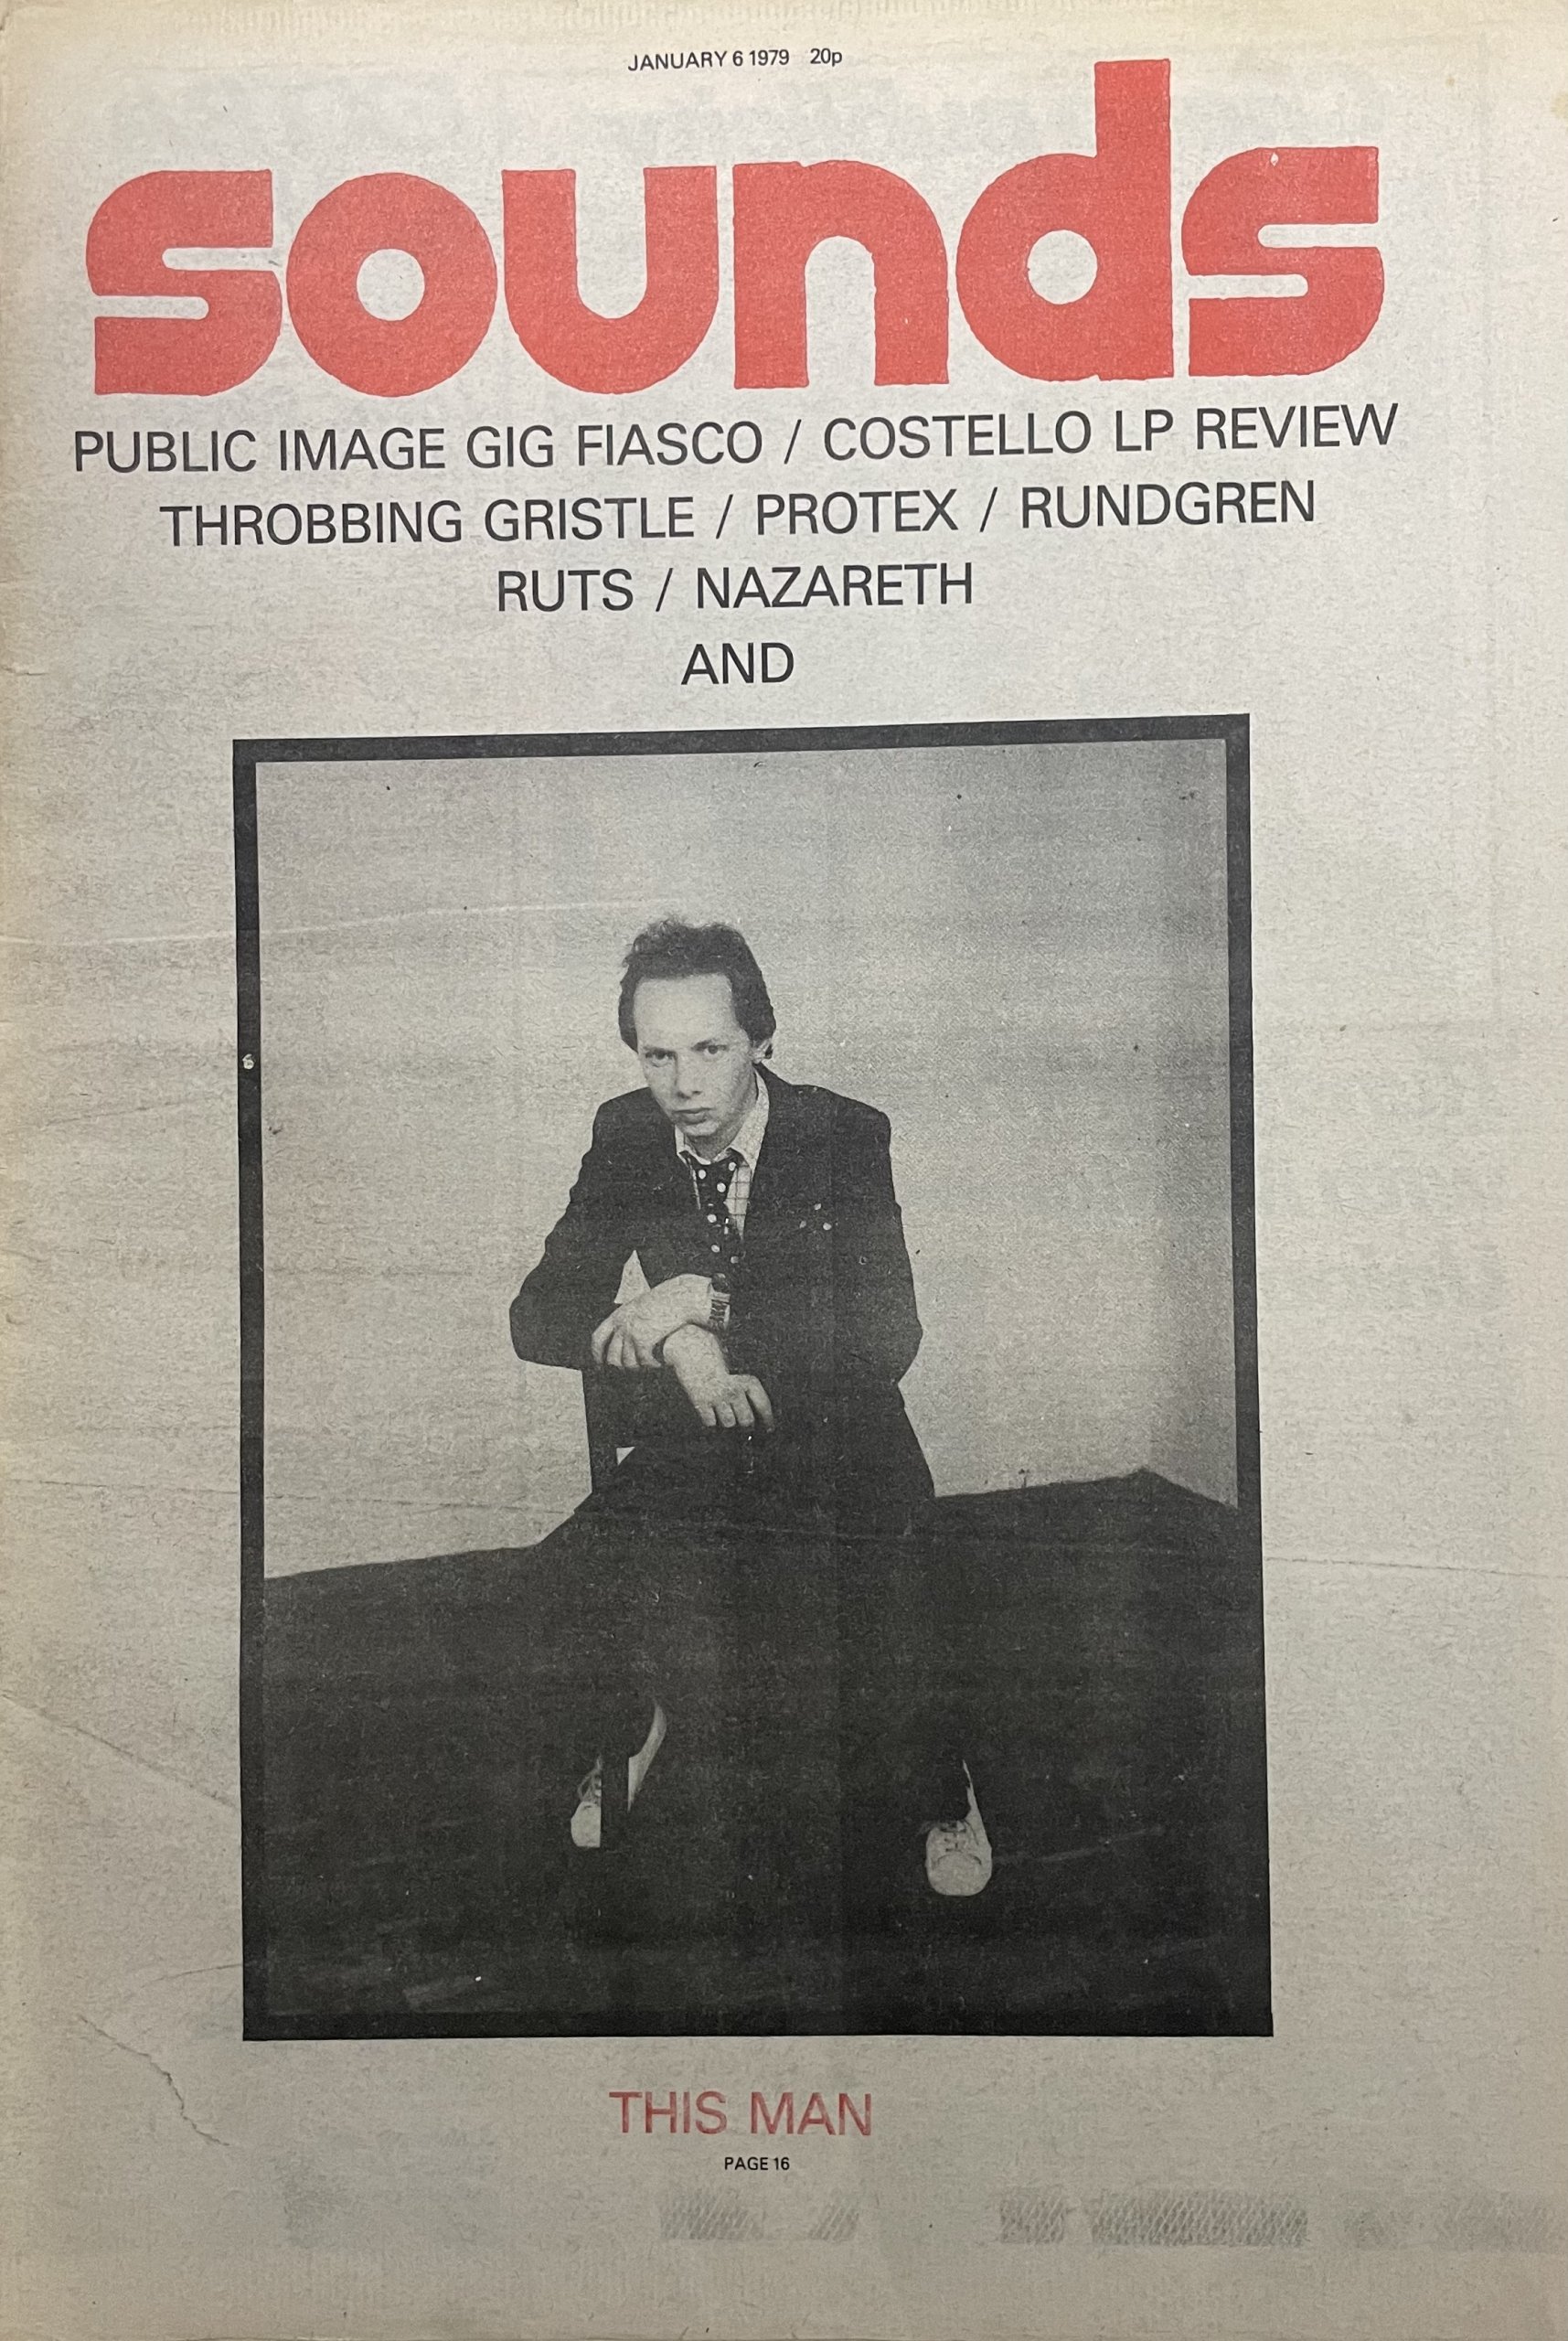 JANUARY 6 1979 20p
sounds
PUBLIC IMAGE GIG FIASCO / COSTELLO LP REVIEW
THROBBING GRISTLE / PROTEX / RUNDGREN
RUTS / NAZARETH
AND
THIS MAN
PAGE 16